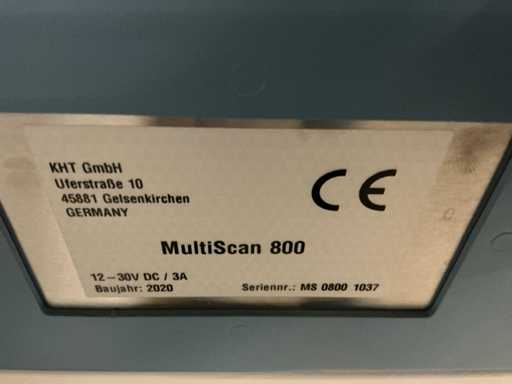 KHT GmbH
Uferstraße 10
45881 Gelsenkirchen
GERMANY
CE
MultiScan 800
12-30V DC / 3A
Baujahr: 2020
Seriennr.: MS 0800 1037